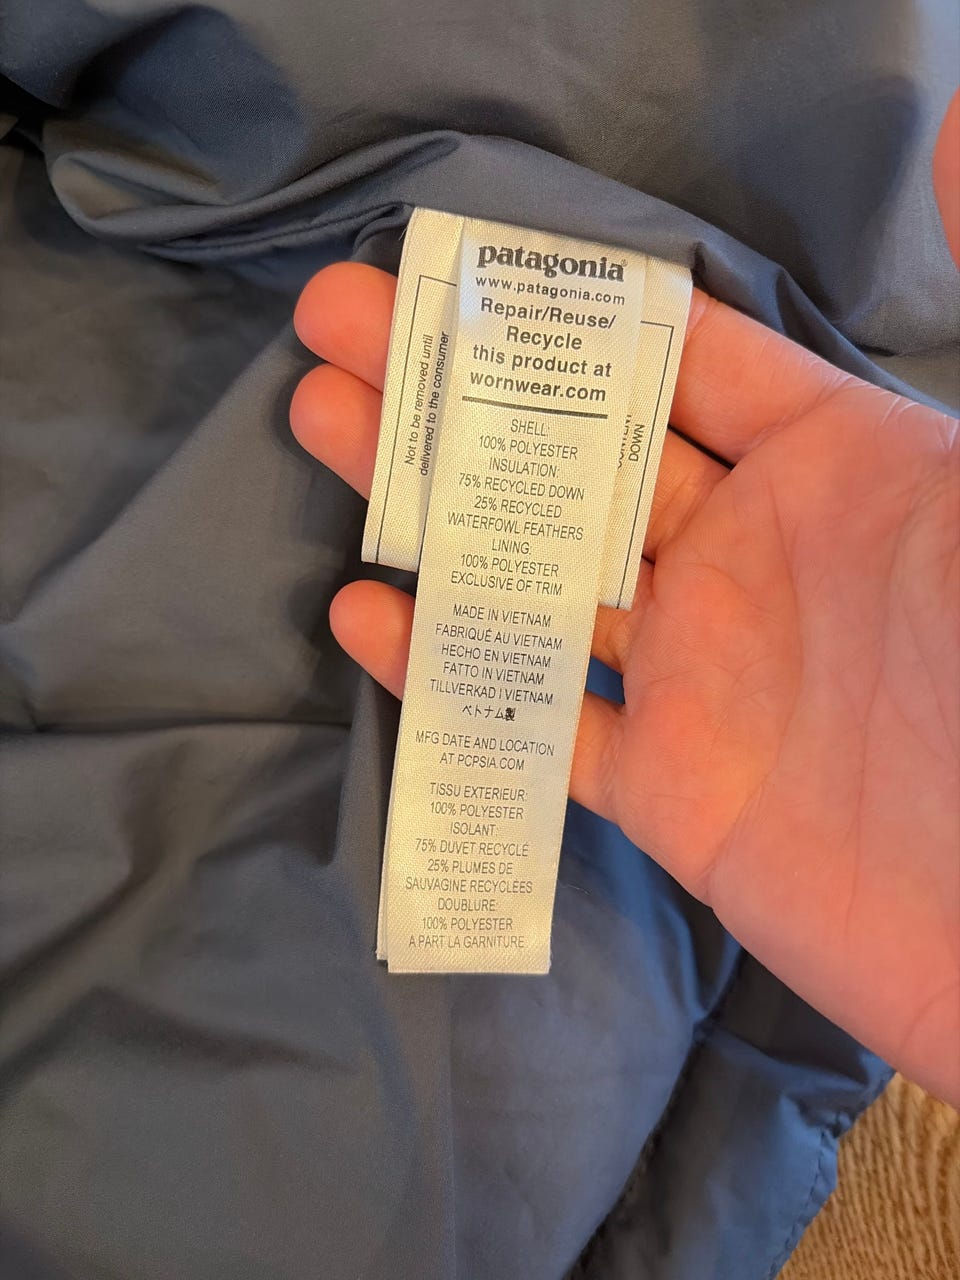 patagonia®
www.patagonia.com
Repair/Reuse/
Recycle
this product at
wornwear.com
SHELL:
100% POLYESTER
INSULATION:
75% RECYCLED DOWN
25% RECYCLED
WATERFOWL FEATHERS
LINING:
100% POLYESTER
EXCLUSIVE OF TRIM
MADE IN VIETNAM
FABRIQUÉ AU VIETNAM
HECHO EN VIETNAM
FATTO IN VIETNAM
TILLVERKAD I VIETNAM
ベトナム製
MFG DATE AND LOCATION
AT PCPSIA.COM
TISSU EXTERIEUR:
100% POLYESTER
ISOLANT:
75% DUVET RECYCLÉ
25% PLUMES DE
SAUVAGINE RECYCLÉES
DOUBLURE:
100% POLYESTER
A PART LA GARNITURE
Not to be removed until
delivered to the consumer
DOWN